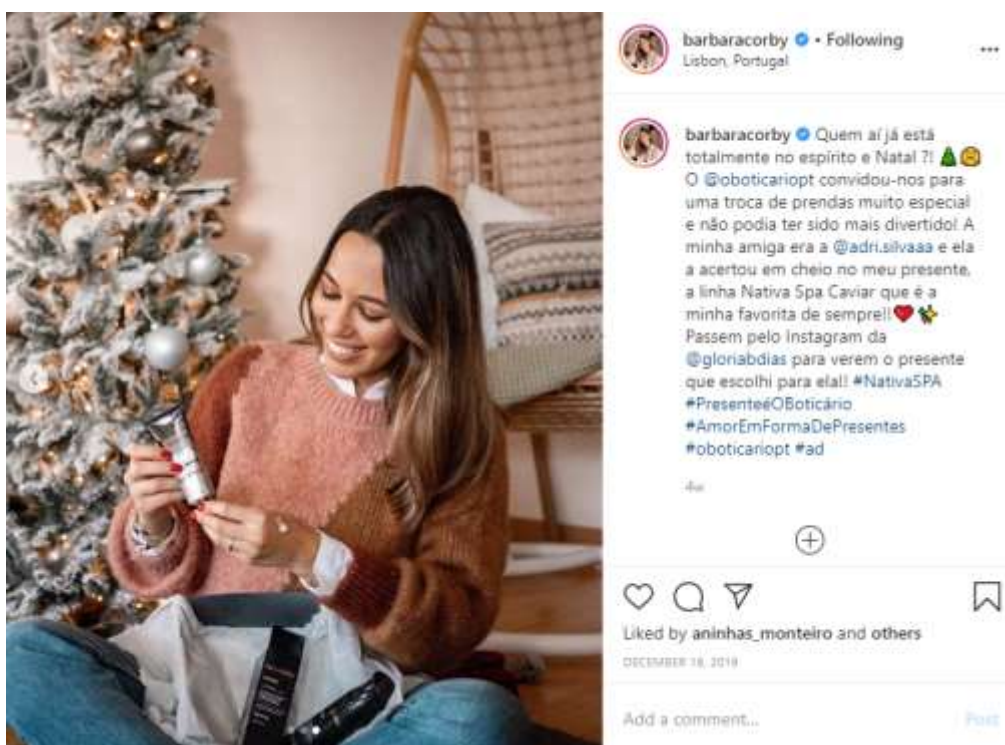 barbaracorby • Following
Lisbon, Portugal
barbaracorby Quem aí já está
totalmente no espírito e Natal ?! 
O @oboticariopt convidou-nos para
uma troca de prendas muito especial
e não podia ter sido mais divertido! A
minha amiga era a @adri.silvaaa e ela
a acertou em cheio no meu presente,
a linha Nativa Spa Caviar que é a
minha favorita de sempre!!
Passem pelo Instagram da
@gloriabdias para verem o presente
que escolhi para ela!! #NativaSPA
#PresenteéOBoticário
#AmorEmFormaDePresentes
#oboticariopt #ad
4w
Liked by aninhas_monteiro and others
DECEMBER 18, 2019
Add a comment...
Post